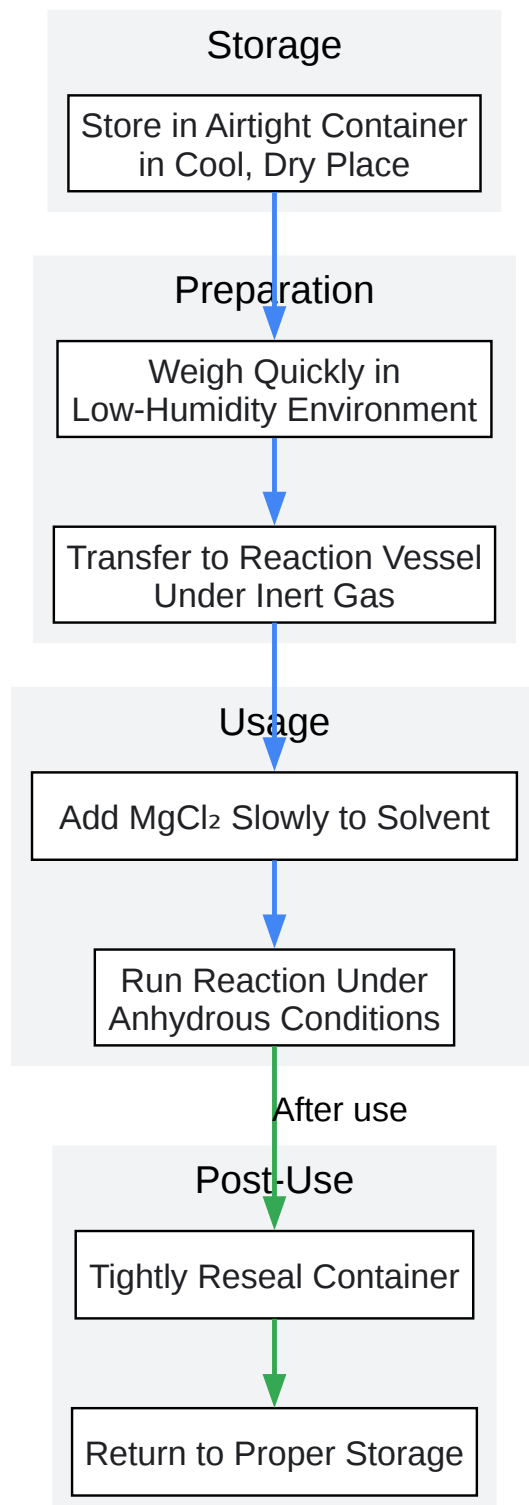 Storage
Store in Airtight Container
in Cool, Dry Place
Preparation
Weigh Quickly in
Low-Humidity Environment
Transfer to Reaction Vessel
Under Inert Gas
Usage
Add MgCl₂ Slowly to Solvent
Run Reaction Under
Anhydrous Conditions
After use
Post-Use
Tightly Reseal Container
Return to Proper Storage